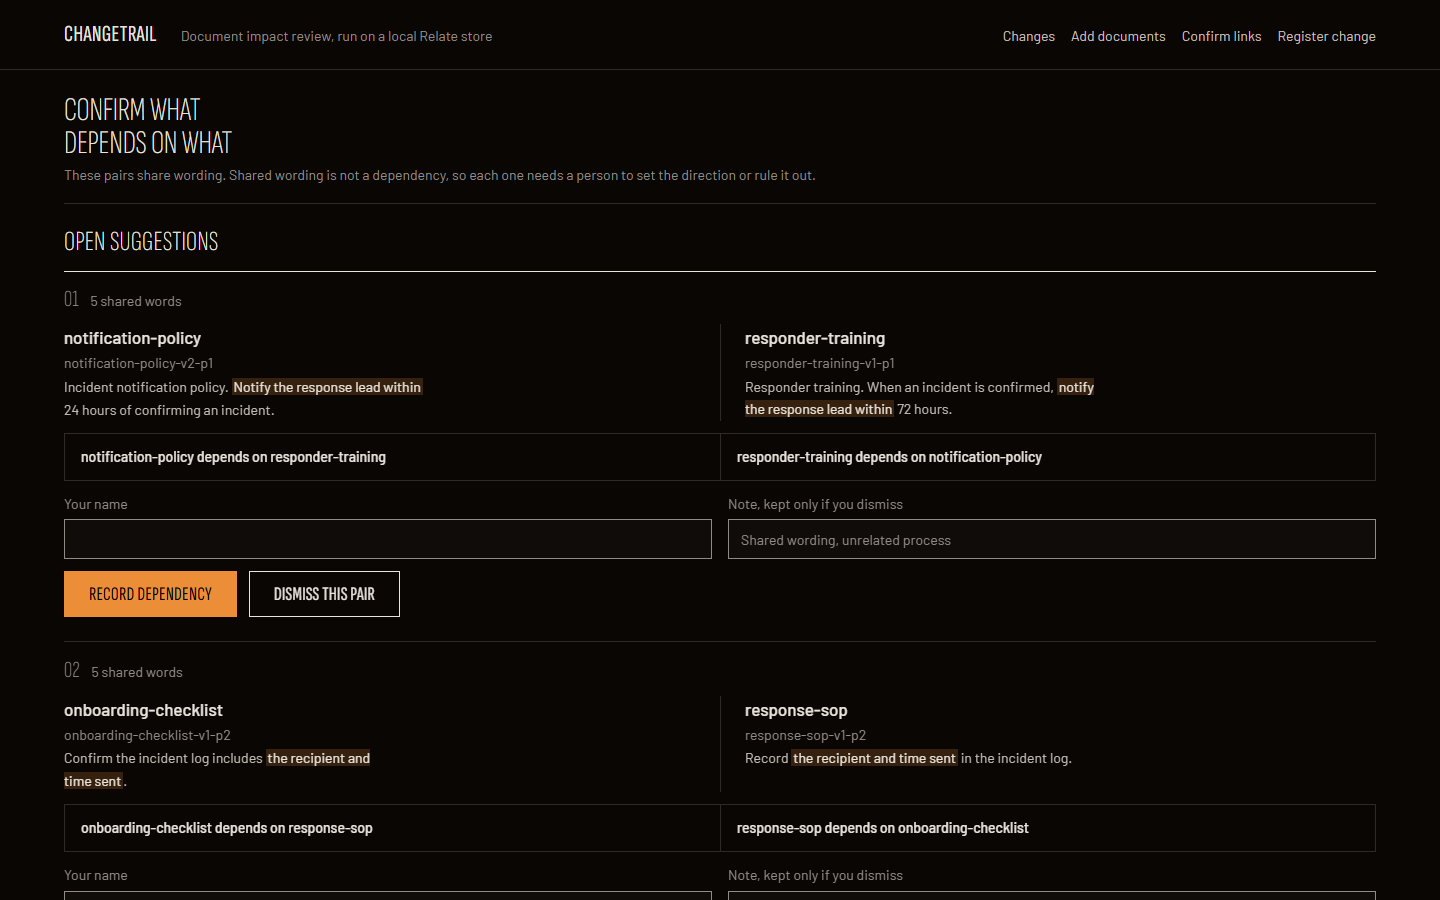 CHANGETRAIL
Document impact review, run on a local Relate store
Changes
Add documents
Confirm links
Register change
CONFIRM WHAT
DEPENDS ON WHAT
These pairs share wording. Shared wording is not a dependency, so each one needs a person to set the direction or rule it out.
OPEN SUGGESTIONS
01 5 shared words
notification-policy
notification-policy-v2-p1
Incident notification policy. Notify the response lead within
24 hours of confirming an incident.
responder-training
responder-training-v1-p1
Responder training. When an incident is confirmed, notify
the response lead within 72 hours.
notification-policy depends on responder-training
responder-training depends on notification-policy
Your name
Note, kept only if you dismiss
Shared wording, unrelated process
RECORD DEPENDENCY
DISMISS THIS PAIR
02 5 shared words
onboarding-checklist
onboarding-checklist-v1-p2
Confirm the incident log includes the recipient and
time sent.
response-sop
response-sop-v1-p2
Record the recipient and time sent in the incident log.
onboarding-checklist depends on response-sop
response-sop depends on onboarding-checklist
Your name
Note, kept only if you dismiss